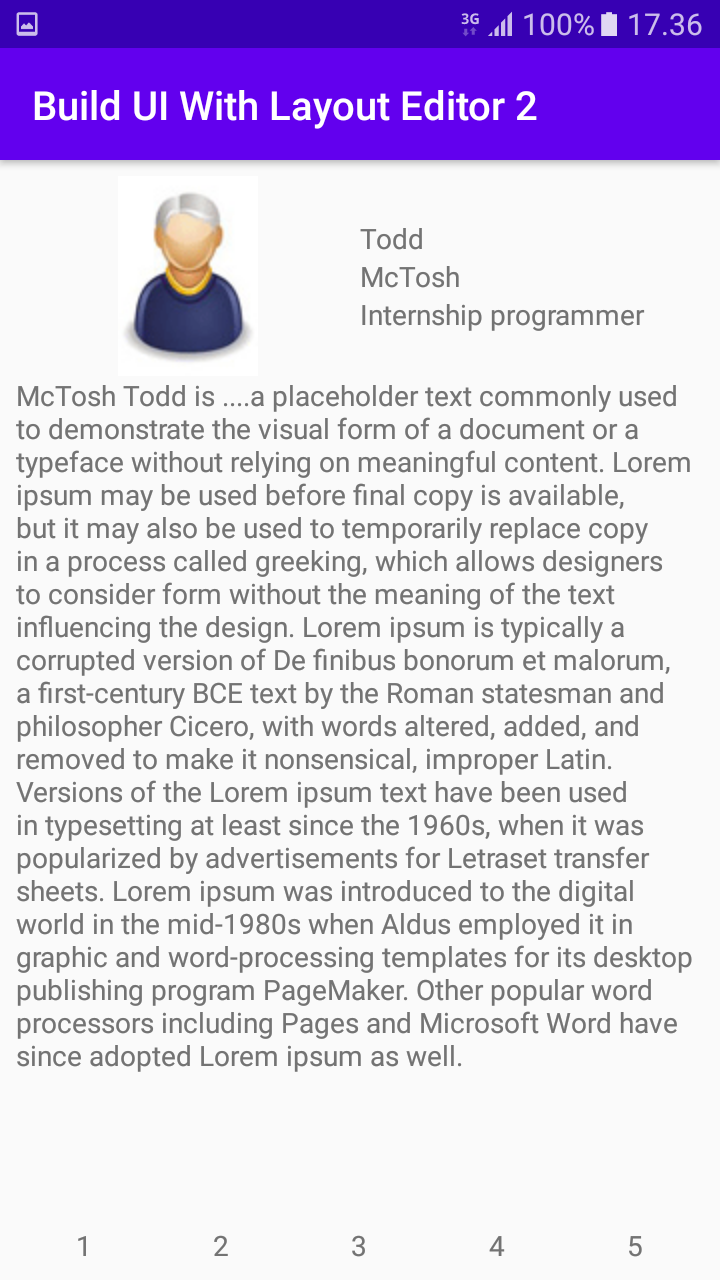 3G 100% 17.36
Build UI With Layout Editor 2
Todd
McTosh
Internship programmer
McTosh Todd is ....a placeholder text commonly used
to demonstrate the visual form of a document or a
typeface without relying on meaningful content. Lorem
ipsum may be used before final copy is available,
but it may also be used to temporarily replace copy
in a process called greeking, which allows designers
to consider form without the meaning of the text
influencing the design. Lorem ipsum is typically a
corrupted version of De finibus bonorum et malorum,
a first-century BCE text by the Roman statesman and
philosopher Cicero, with words altered, added, and
removed to make it nonsensical, improper Latin.
Versions of the Lorem ipsum text have been used
in typesetting at least since the 1960s, when it was
popularized by advertisements for Letraset transfer
sheets. Lorem ipsum was introduced to the digital
world in the mid-1980s when Aldus employed it in
graphic and word-processing templates for its desktop
publishing program PageMaker. Other popular word
processors including Pages and Microsoft Word have
since adopted Lorem ipsum as well.
1 2 3 4 5